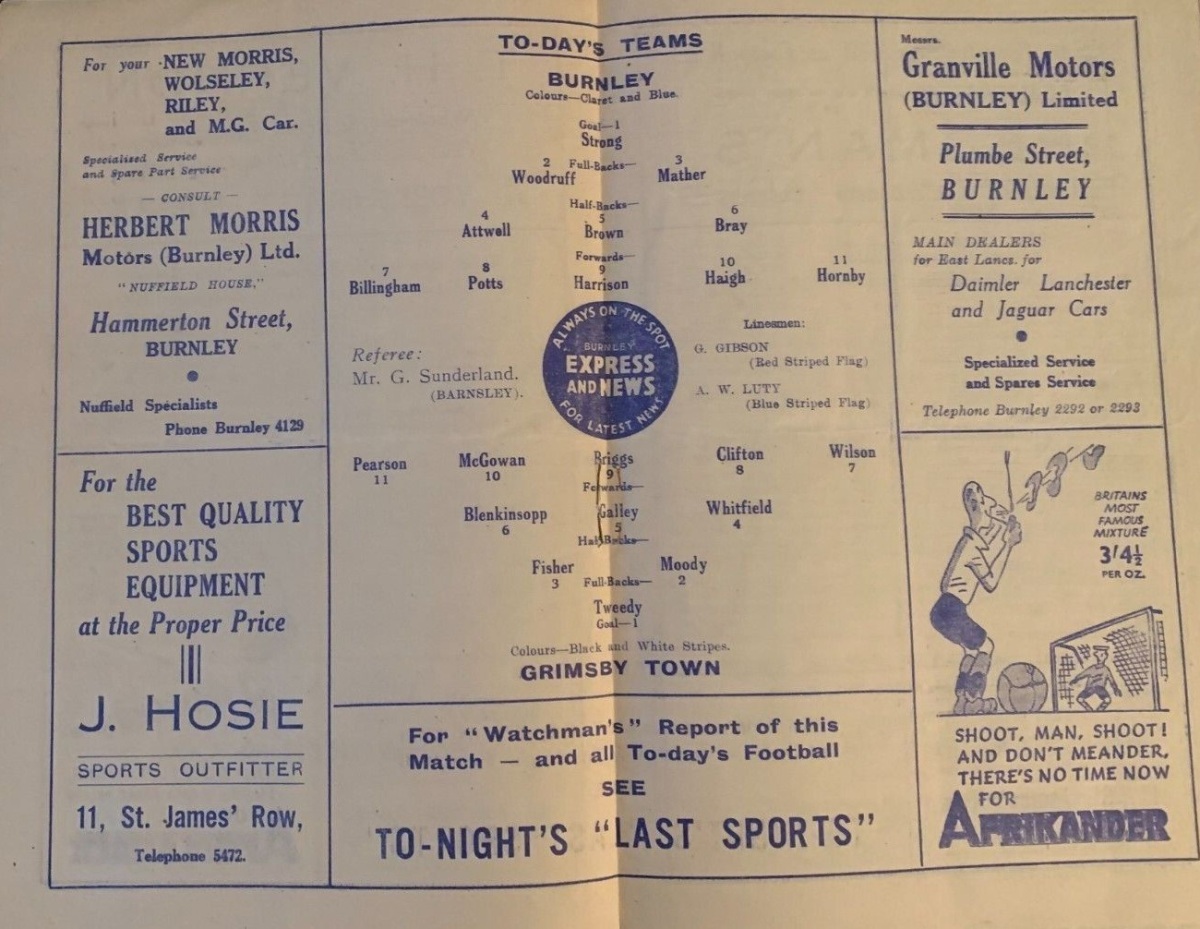 For your NEW MORRIS,
WOLSELEY,
RILEY,
and M.G. Car.
Specialised Service
and Spare Part Service
— CONSULT —
HERBERT MORRIS
Motors (Burnley) Ltd.
"NUFFIELD HOUSE,"
Hammerton Street,
BURNLEY
Nuffield Specialists
Phone Burnley 4129
For the
BEST QUALITY
SPORTS
EQUIPMENT
at the Proper Price
J. HOSIE
SPORTS OUTFITTER
11, St. James' Row,
Telephone 5472.
TO-DAY'S TEAMS
BURNLEY
Colours—Claret and Blue.
Goal—1
Strong
2 Full-Backs— 3
Woodruff Mather
Half-Backs—
4 5 6
Attwell Brown Bray
Forwards—
7 8 9 10 11
Billingham Potts Harrison Haigh Hornby
ALWAYS ON THE SPOT
BURNLEY
EXPRESS
AND NEWS
FOR LATEST NEWS
Referee:
Mr. G. Sunderland.
(BARNSLEY).
Linesmen:
G. GIBSON
(Red Striped Flag)
A. W. LUTY
(Blue Striped Flag)
Pearson McGowan Briggs Clifton Wilson
11 10 9 8 7
Forwards—
Blenkinsopp Galley Whitfield
6 5 4
Half-Backs—
Fisher Moody
3 Full-Backs— 2
Tweedy
Goal—1
Colours—Black and White Stripes.
GRIMSBY TOWN
For "Watchman's" Report of this
Match — and all To-day's Football
SEE
TO-NIGHT'S "LAST SPORTS"
Messrs.
Granville Motors
(BURNLEY) Limited
Plumbe Street,
BURNLEY
MAIN DEALERS
for East Lancs. for
Daimler Lanchester
and Jaguar Cars
Specialized Service
and Spares Service
Telephone Burnley 2292 or 2293
BRITAINS
MOST
FAMOUS
MIXTURE
3/4½
PER OZ.
SHOOT, MAN, SHOOT!
AND DON'T MEANDER,
THERE'S NO TIME NOW
FOR
AFRIKANDER